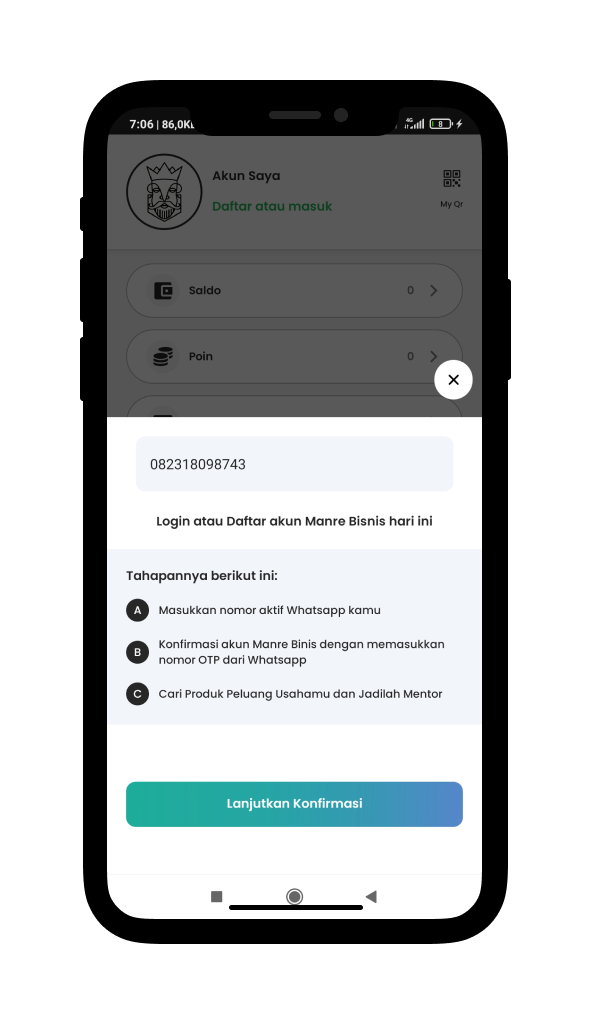 7:06 | 86,0K
4G
8
Akun Saya
Daftar atau masuk
My Qr
Saldo
0
Poin
0
082318098743
Login atau Daftar akun Manre Bisnis hari ini
Tahapannya berikut ini:
A Masukkan nomor aktif Whatsapp kamu
B Konfirmasi akun Manre Binis dengan memasukkan
nomor OTP dari Whatsapp
C Cari Produk Peluang Usahamu dan Jadilah Mentor
Lanjutkan Konfirmasi